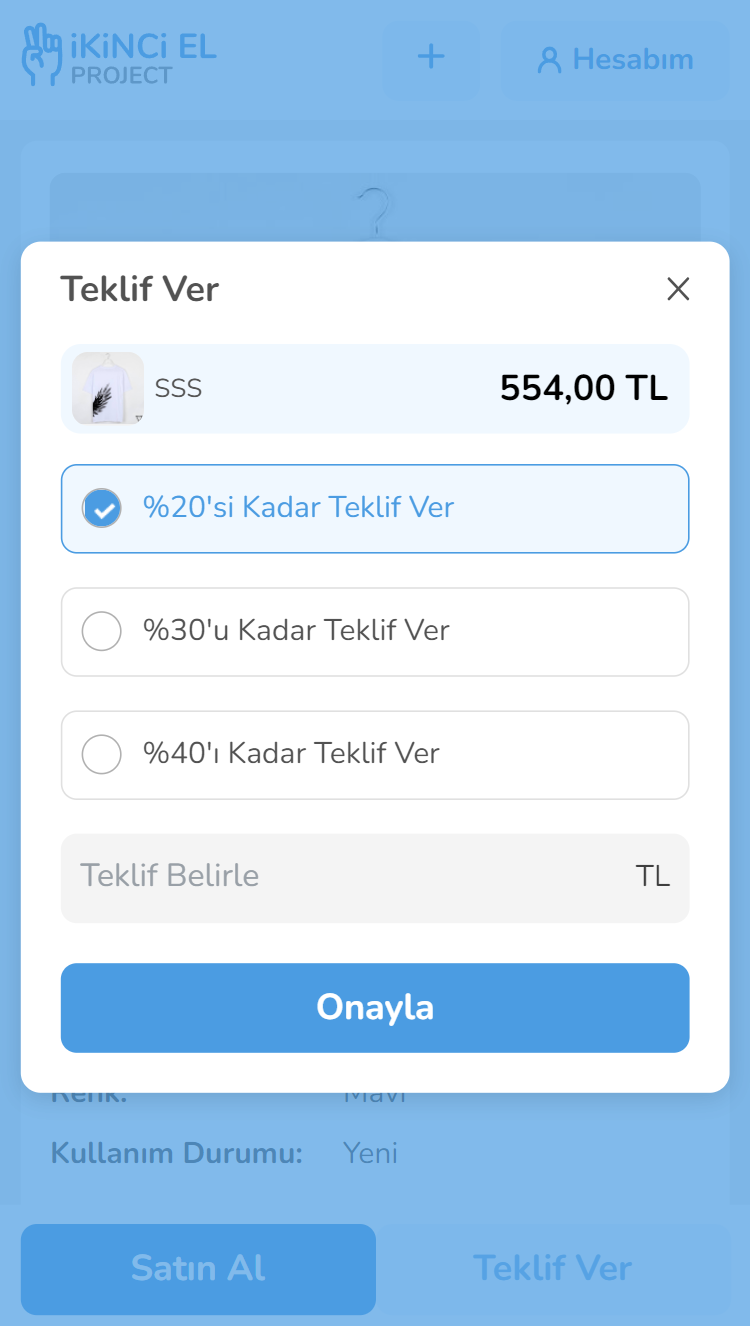 iKiNCi EL
PROJECT
+
Hesabım
Teklif Ver
SSS
554,00 TL
%20'si Kadar Teklif Ver
%30'u Kadar Teklif Ver
%40'ı Kadar Teklif Ver
Teklif Belirle
TL
Onayla
Renk:
Mavi
Kullanım Durumu:
Yeni
Satın Al
Teklif Ver